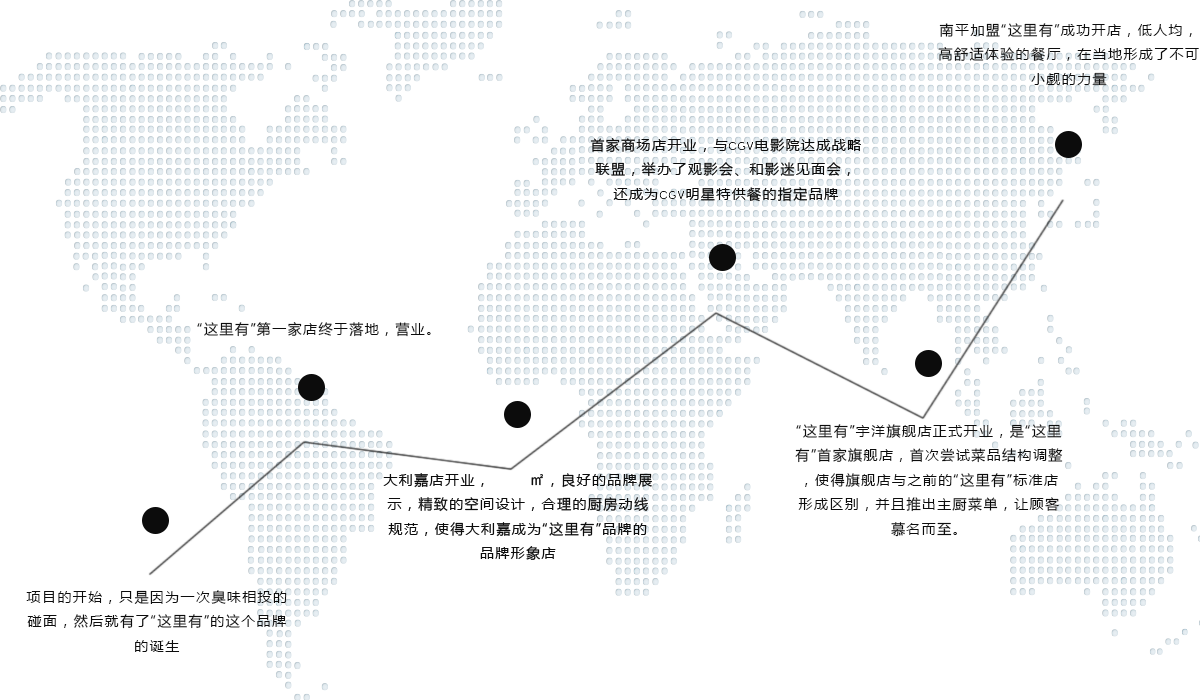 南平加盟“这里有”成功开店，低人均，
高舒适体验的餐厅，在当地形成了不可
小觑的力量
首家商场店开业，与CGV电影院达成战略
联盟，举办了观影会、和影迷见面会，
还成为CGV明星特供餐的指定品牌
“这里有”第一家店终于落地，营业。
“这里有”宇洋旗舰店正式开业，是“这里
有”首家旗舰店，首次尝试菜品结构调整
，使得旗舰店与之前的“这里有”标准店
形成区别，并且推出主厨菜单，让顾客
慕名而至。
大利嘉店开业， ㎡，良好的品牌展
示，精致的空间设计，合理的厨房动线
规范，使得大利嘉成为“这里有”品牌的
品牌形象店
项目的开始，只是因为一次臭味相投的
碰面，然后就有了“这里有”的这个品牌
的诞生